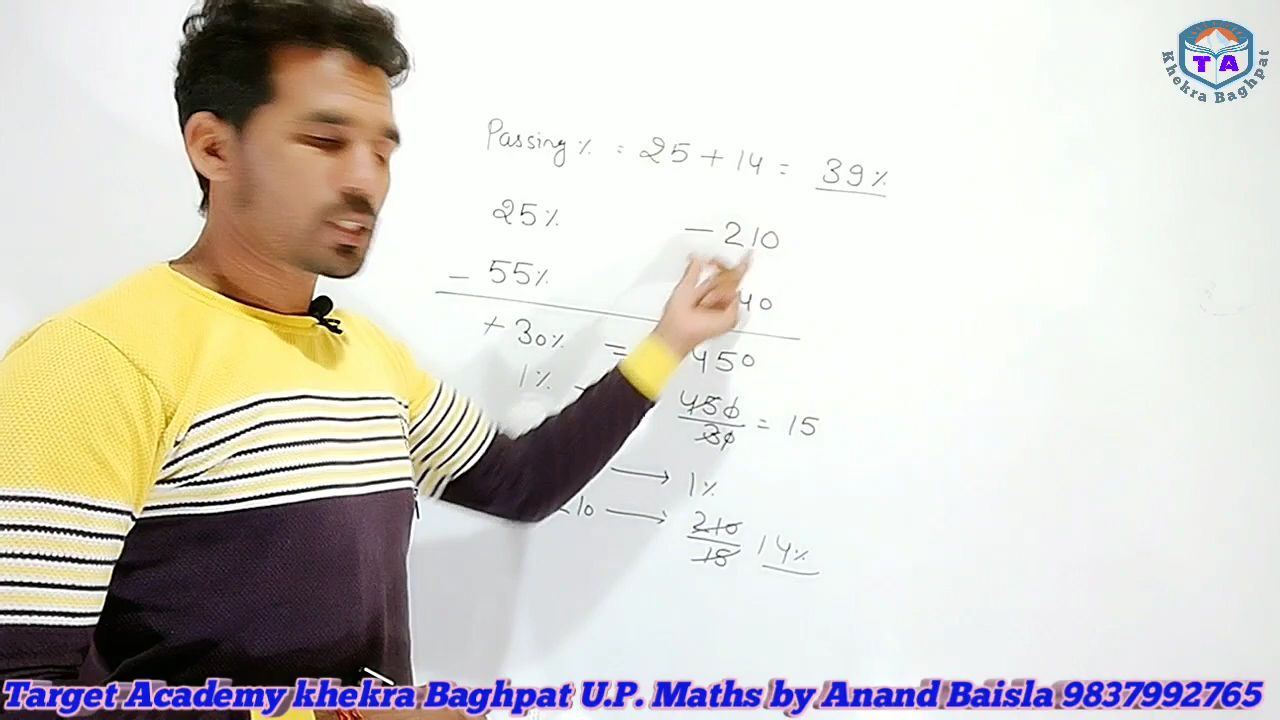 TA
Khekra Baghpat
Passing % = 25 + 14 = 39%
25% - 210
- 55% 40
+ 30% = 450
1% -
450/30 = 15
→ 1%
210 → 210/15 14%
Target Academy khekra Baghpat U.P. Maths by Anand Baisla 9837992765